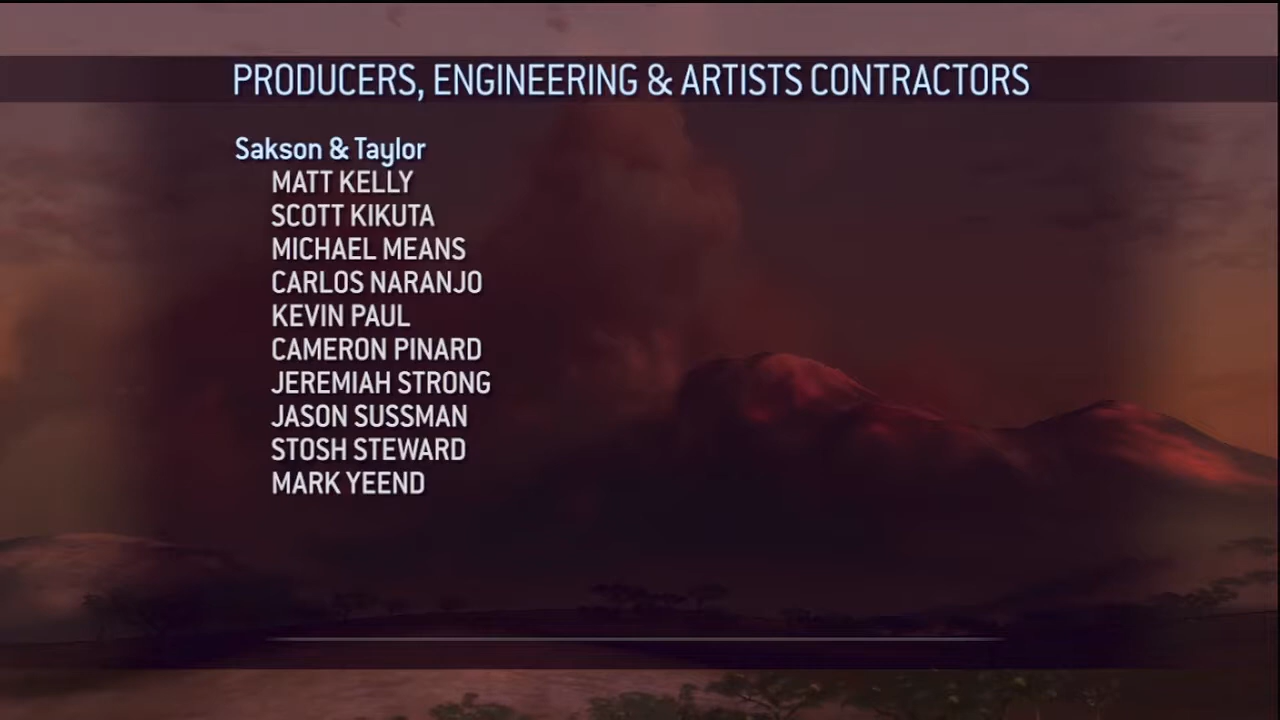 PRODUCERS, ENGINEERING & ARTISTS CONTRACTORS
Sakson & Taylor
MATT KELLY
SCOTT KIKUTA
MICHAEL MEANS
CARLOS NARANJO
KEVIN PAUL
CAMERON PINARD
JEREMIAH STRONG
JASON SUSSMAN
STOSH STEWARD
MARK YEEND